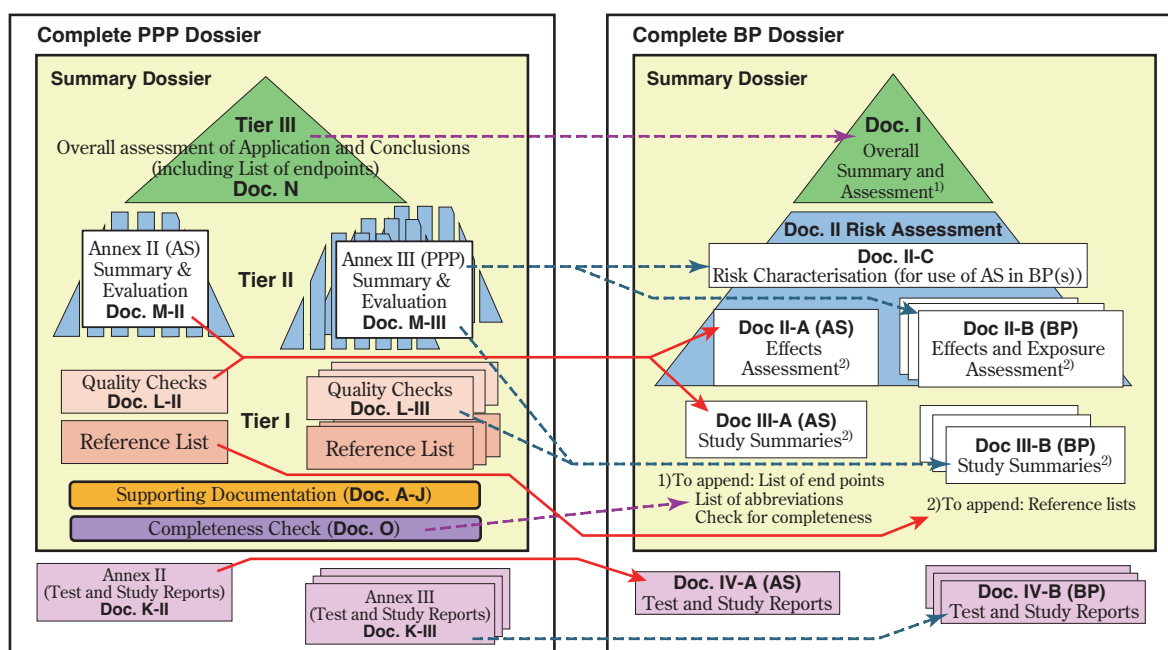 Complete PPP Dossier
Summary Dossier
Tier III
Overall assessment of Application and Conclusions
(including List of endpoints)
Doc. N
Annex II (AS)
Summary &
Evaluation
Doc. M-II
Tier II
Annex III (PPP)
Summary &
Evaluation
Doc. M-III
Quality Checks
Doc. L-II
Reference List
Tier I
Quality Checks
Doc. L-III
Reference List
Supporting Documentation (Doc. A-J)
Completeness Check (Doc. O)
Annex II
(Test and Study Reports)
Doc. K-II
Annex III
(Test and Study Reports)
Doc. K-III
Complete BP Dossier
Summary Dossier
Doc. I
Overall
Summary and
Assessment1)
Doc. II Risk Assessment
Doc. II-C
Risk Characterisation (for use of AS in BP(s))
Doc II-A (AS)
Effects
Assessment2)
Doc II-B (BP)
Effects and Exposure
Assessment2)
Doc III-A (AS)
Study Summaries2)
Doc III-B (BP)
Study Summaries2)
1)To append: List of end points
List of abbreviations
Check for completeness
2)To append: Reference lists
Doc. IV-A (AS)
Test and Study Reports
Doc. IV-B (BP)
Test and Study Reports